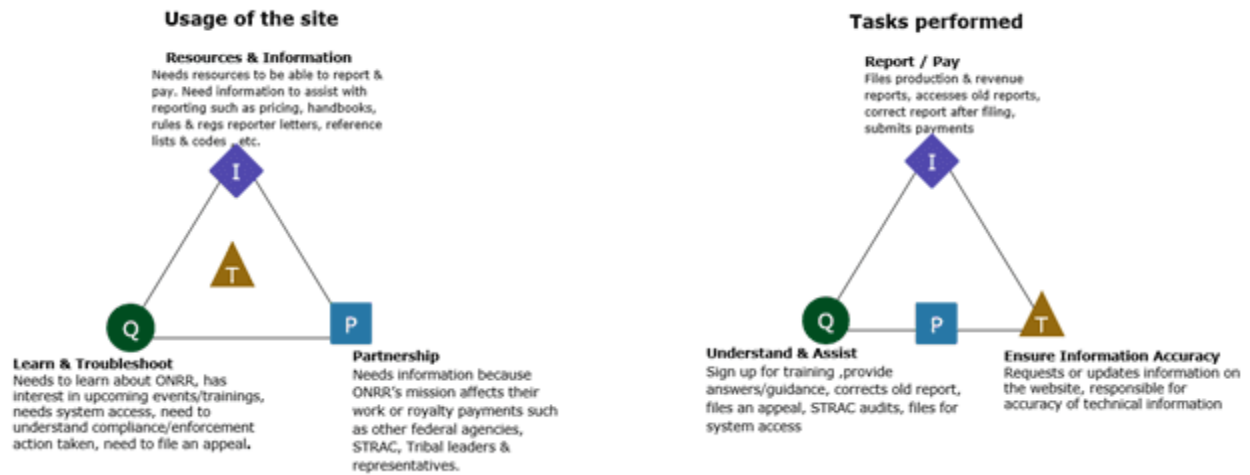 Usage of the site
Resources & Information
Needs resources to be able to report &
pay. Need information to assist with
reporting such as pricing, handbooks,
rules & regs reporter letters, reference
lists & codes ..etc.
I
T
Q
P
Learn & Troubleshoot
Needs to learn about ONRR, has
interest in upcoming events/trainings,
needs system access, need to
understand compliance/enforcement
action taken, need to file an appeal.
Partnership
Needs information because
ONRR's mission affects their
work or royalty payments such
as other federal agencies,
STRAC, Tribal leaders &
representatives.
Tasks performed
Report / Pay
Files production & revenue
reports, accesses old reports,
correct report after filing,
submits payments
I
Q
P
T
Understand & Assist
Sign up for training ,provide
answers/guidance, corrects old report,
files an appeal, STRAC audits, files for
system access
Ensure Information Accuracy
Requests or updates information on
the website, responsible for
accuracy of technical information